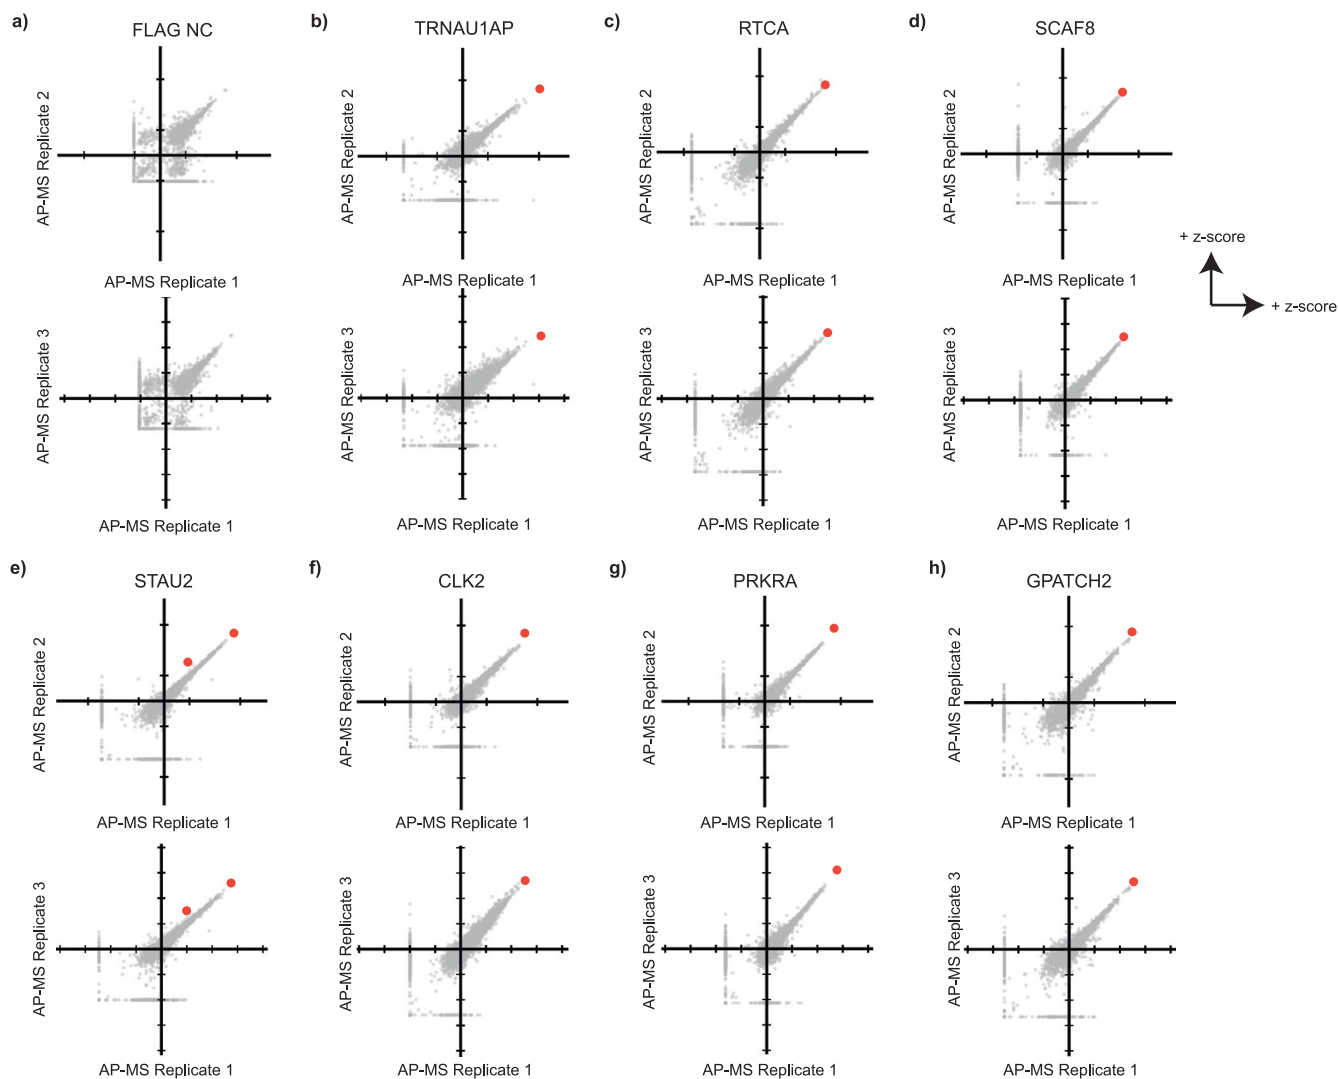 a)
FLAG NC
AP-MS Replicate 2
AP-MS Replicate 1
AP-MS Replicate 3
AP-MS Replicate 1
b)
TRNAU1AP
AP-MS Replicate 2
AP-MS Replicate 1
AP-MS Replicate 3
AP-MS Replicate 1
c)
RTCA
AP-MS Replicate 2
AP-MS Replicate 1
AP-MS Replicate 3
AP-MS Replicate 1
d)
SCAF8
AP-MS Replicate 2
AP-MS Replicate 1
AP-MS Replicate 3
AP-MS Replicate 1
+ z-score
+ z-score
e)
STAU2
AP-MS Replicate 2
AP-MS Replicate 1
AP-MS Replicate 3
AP-MS Replicate 1
f)
CLK2
AP-MS Replicate 2
AP-MS Replicate 1
AP-MS Replicate 3
AP-MS Replicate 1
g)
PRKRA
AP-MS Replicate 2
AP-MS Replicate 1
AP-MS Replicate 3
AP-MS Replicate 1
h)
GPATCH2
AP-MS Replicate 2
AP-MS Replicate 1
AP-MS Replicate 3
AP-MS Replicate 1